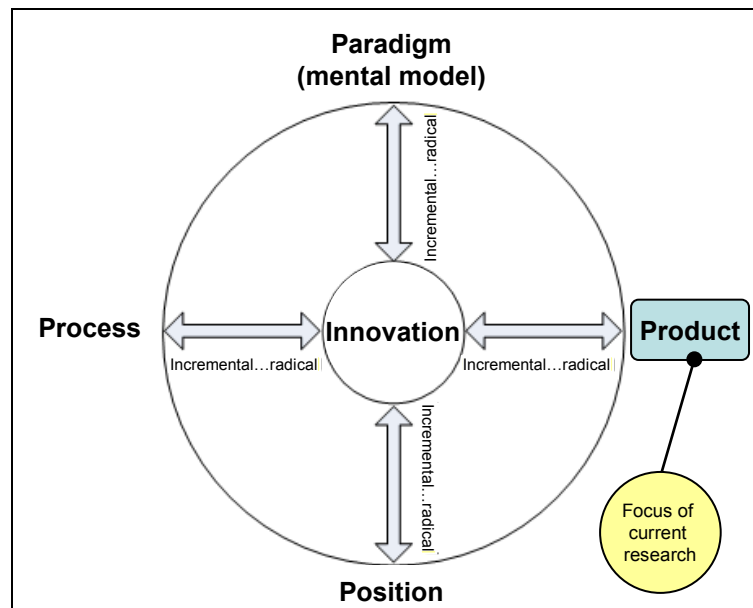 Paradigm
(mental model)
Incremental…radical
Process
Innovation
Product
Incremental…radical
Incremental…radical
Incremental…radical
Focus of
current
research
Position